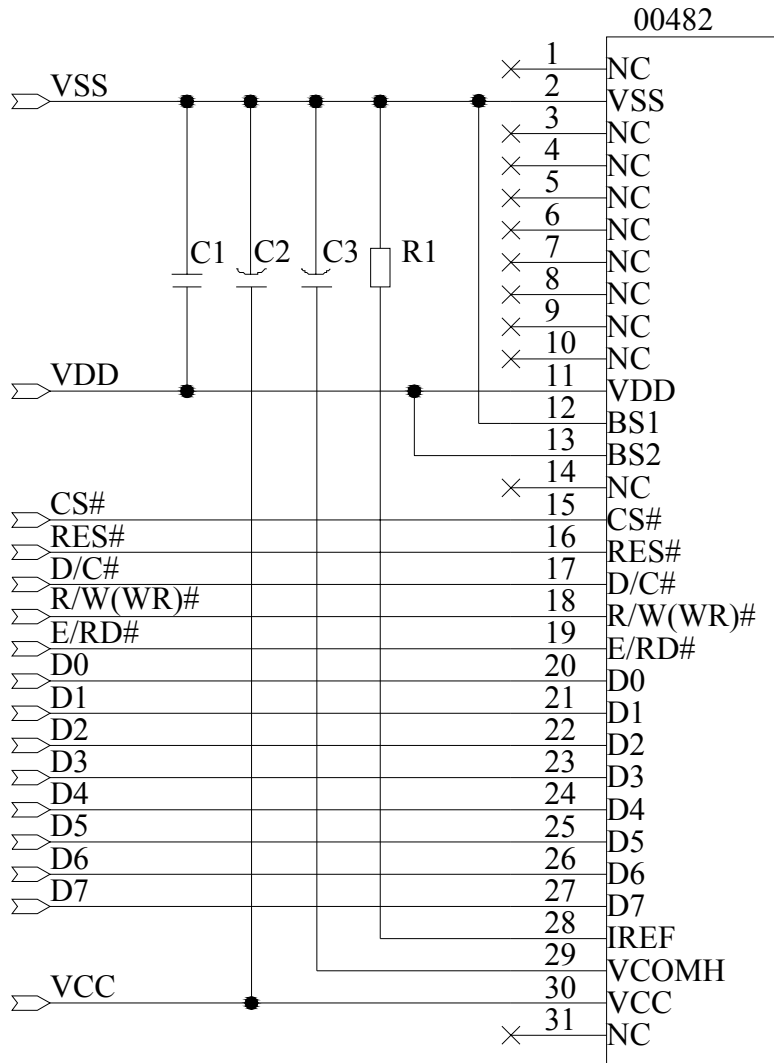 00482
1 NC
VSS 2 VSS
3 NC
4 NC
5 NC
6 NC
C1 C2 C3 R1 7 NC
8 NC
9 NC
10 NC
VDD 11 VDD
12 BS1
13 BS2
14 NC
CS# 15 CS#
RES# 16 RES#
D/C# 17 D/C#
R/W(WR)# 18 R/W(WR)#
E/RD# 19 E/RD#
D0 20 D0
D1 21 D1
D2 22 D2
D3 23 D3
D4 24 D4
D5 25 D5
D6 26 D6
D7 27 D7
28 IREF
29 VCOMH
VCC 30 VCC
31 NC